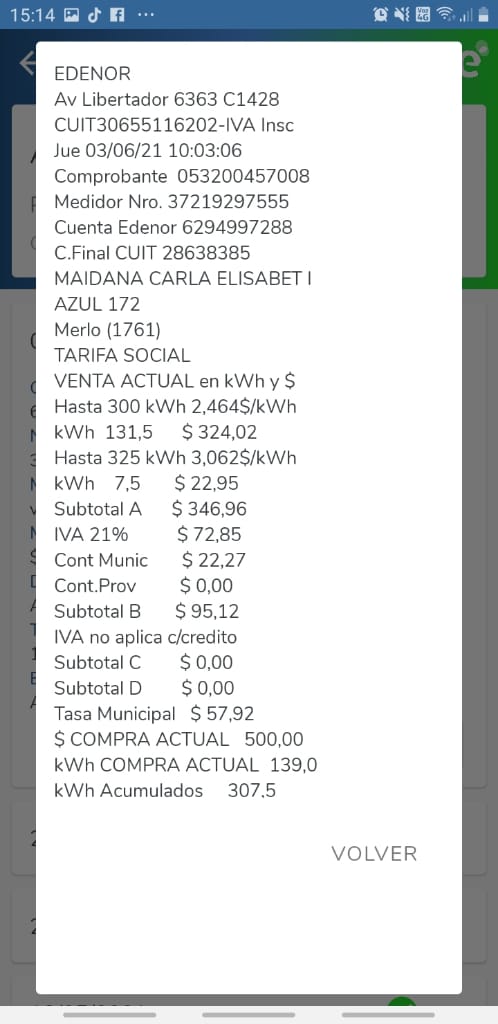 15:14
Voz 4G
EDENOR
Av Libertador 6363 C1428
CUIT30655116202-IVA Insc
Jue 03/06/21 10:03:06
Comprobante 053200457008
Medidor Nro. 37219297555
Cuenta Edenor 6294997288
C.Final CUIT 28638385
MAIDANA CARLA ELISABET I
AZUL 172
Merlo (1761)
TARIFA SOCIAL
VENTA ACTUAL en kWh y $
Hasta 300 kWh 2,464$/kWh
kWh 131,5 $ 324,02
Hasta 325 kWh 3,062$/kWh
kWh 7,5 $ 22,95
Subtotal A $ 346,96
IVA 21% $ 72,85
Cont Munic $ 22,27
Cont.Prov $ 0,00
Subtotal B $ 95,12
IVA no aplica c/credito
Subtotal C $ 0,00
Subtotal D $ 0,00
Tasa Municipal $ 57,92
$ COMPRA ACTUAL 500,00
kWh COMPRA ACTUAL 139,0
kWh Acumulados 307,5
VOLVER